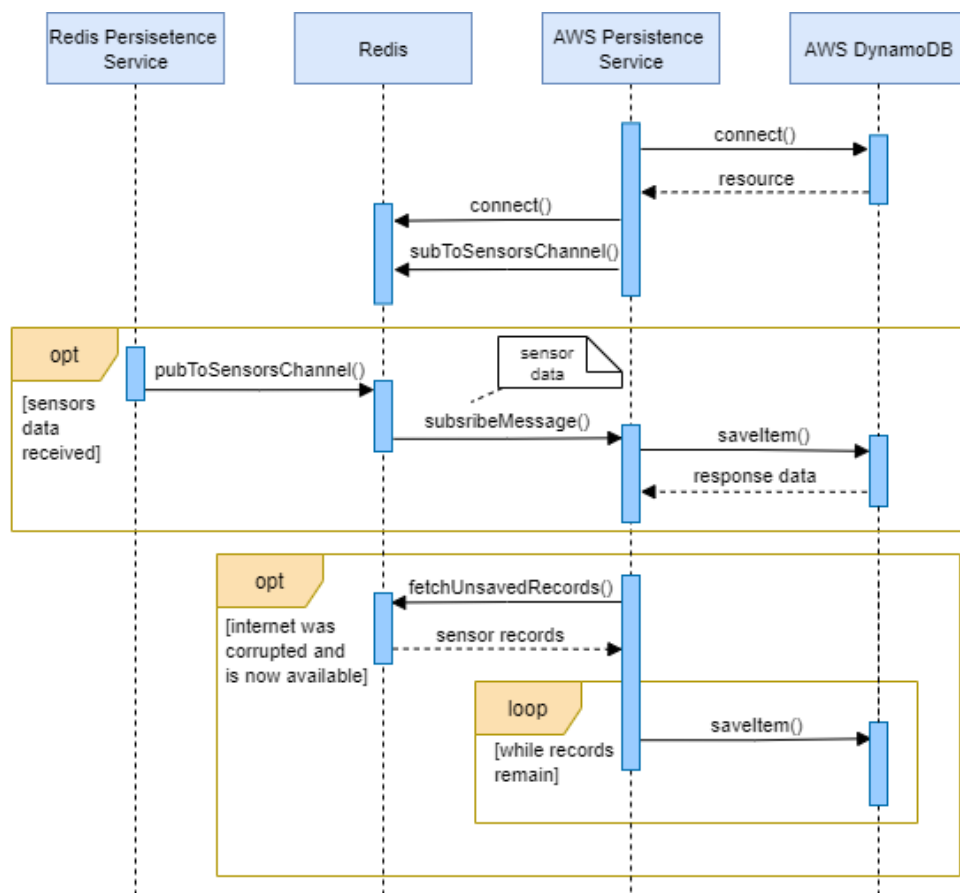 Redis Persisetence
Service
Redis
AWS Persistence
Service
AWS DynamoDB
connect()
resource
connect()
subToSensorsChannel()
opt
[sensors
data
received]
pubToSensorsChannel()
sensor
data
subsribeMessage()
saveItem()
response data
opt
[internet was
corrupted and
is now available]
fetchUnsavedRecords()
sensor records
loop
[while records
remain]
saveItem()